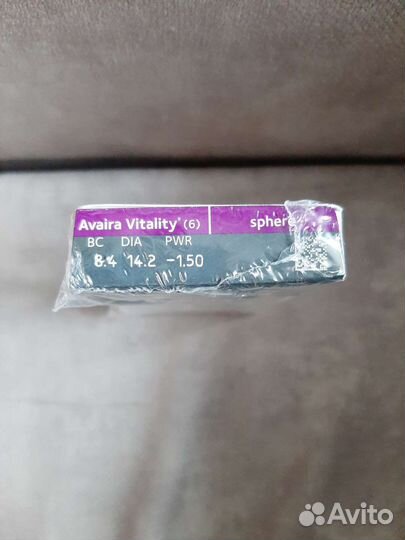 Avaira Vitality® (6) sphere
BC DIA PWR
8.4 14.2 -1.50
Avito